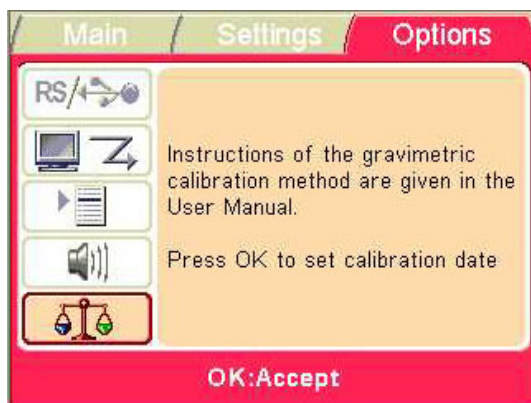 Main Settings Options
RS/
Instructions of the gravimetric
calibration method are given in the
User Manual.
Press OK to set calibration date
OK:Accept